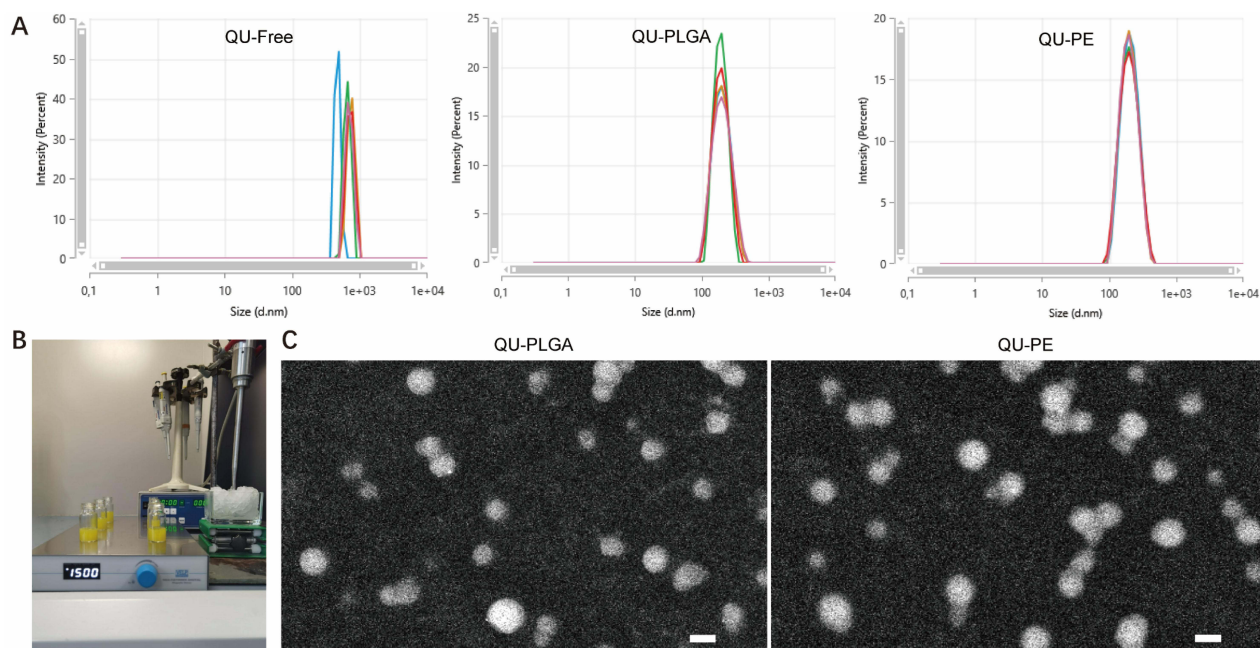 A
QU-Free
60
50
40
30
20
10
0
Intensity (Percent)
0,1
1
10
100
1e+03
1e+04
Size (d.nm)
QU-PLGA
25
20
15
10
5
0
Intensity (Percent)
0,1
1
10
100
1e+03
1e+04
Size (d.nm)
QU-PE
20
15
10
5
0
Intensity (Percent)
0,1
1
10
100
1e+03
1e+04
Size (d.nm)
B
1500
C
QU-PLGA
QU-PE